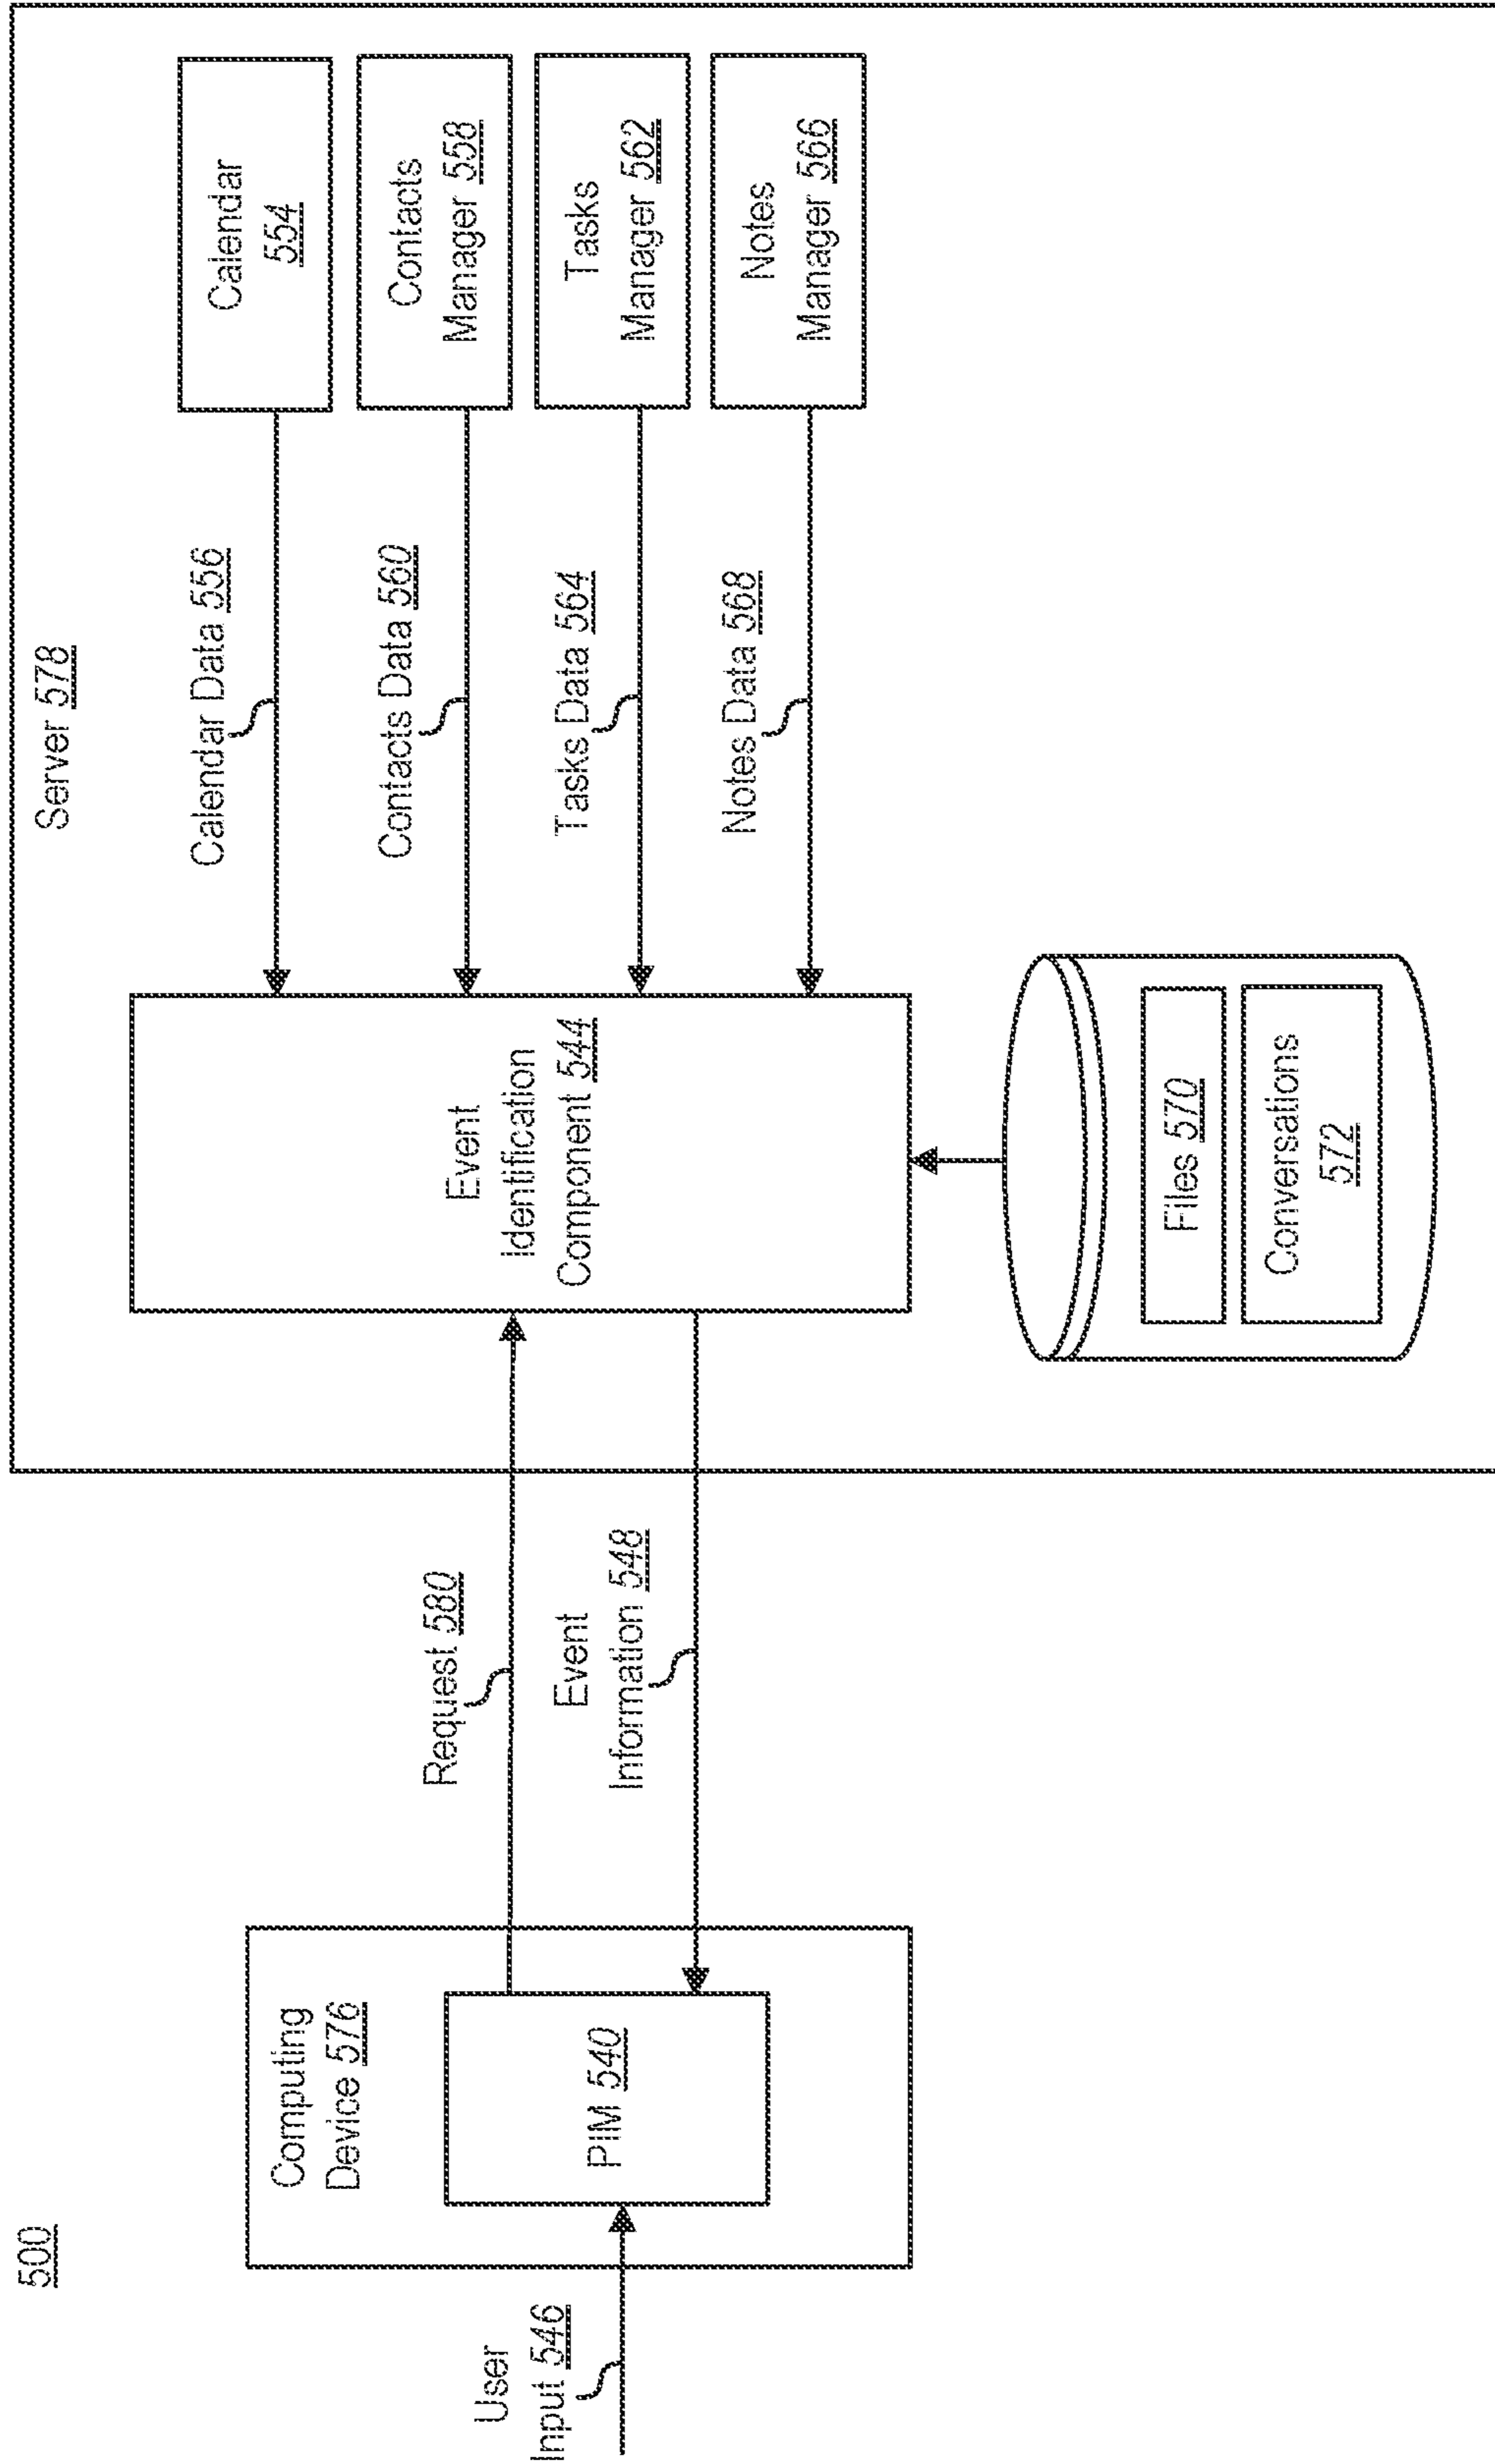 500
User
Input 546
Computing
Device 576
PIM 540
Request 580
Event
Information 548
Server 578
Event
Identification
Component 544
Calendar Data 556
Contacts Data 560
Tasks Data 564
Notes Data 568
Calendar
554
Contacts
Manager 558
Tasks
Manager 562
Notes
Manager 566
Files 570
Conversations
572